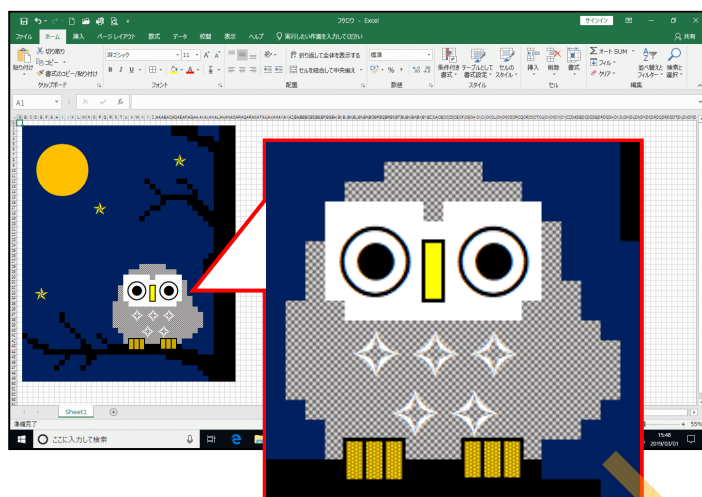 フクロウ - Excel
サインイン
ファイル ホーム 挿入 ページ レイアウト 数式 データ 校閲 表示 ヘルプ 実行したい作業を入力してください 共有
貼り付け
切り取り
コピー
書式のコピー/貼り付け
クリップボード
游ゴシック 11 A A
B I U A
フォント
折り返して全体を表示する
セルを結合して中央揃え
配置
標準
% ,
数値
条件付き書式
テーブルとして書式設定
セルのスタイル
スタイル
挿入 削除 書式
セル
Σ オート SUM
フィル
クリア
並べ替えとフィルター
検索と選択
編集
A1 fx
Sheet1
準備完了
55%
ここに入力して検索
15:48
2019/03/01